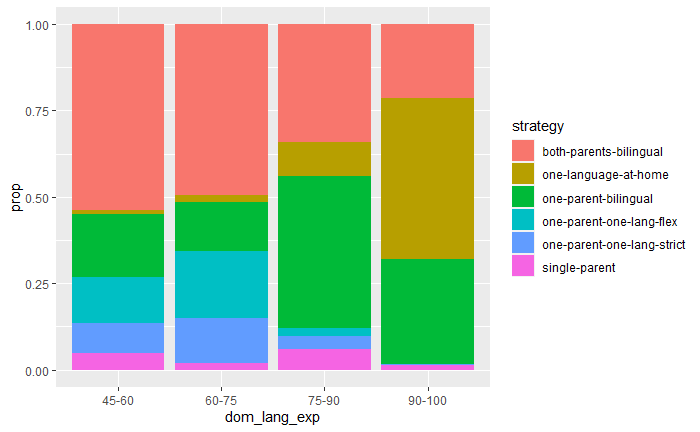 1.00
0.75
0.50
0.25
0.00
prop
45-60
60-75
75-90
90-100
dom_lang_exp
strategy
both-parents-bilingual
one-language-at-home
one-parent-bilingual
one-parent-one-lang-flex
one-parent-one-lang-strict
single-parent